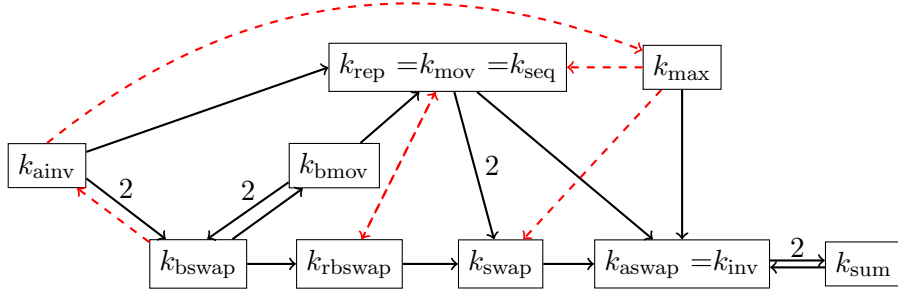 k_rep = k_mov = k_seq
k_max
k_ainv
k_bmov
2
2
2
k_bswap
k_rbswap
k_swap
k_aswap = k_inv
2
k_sum